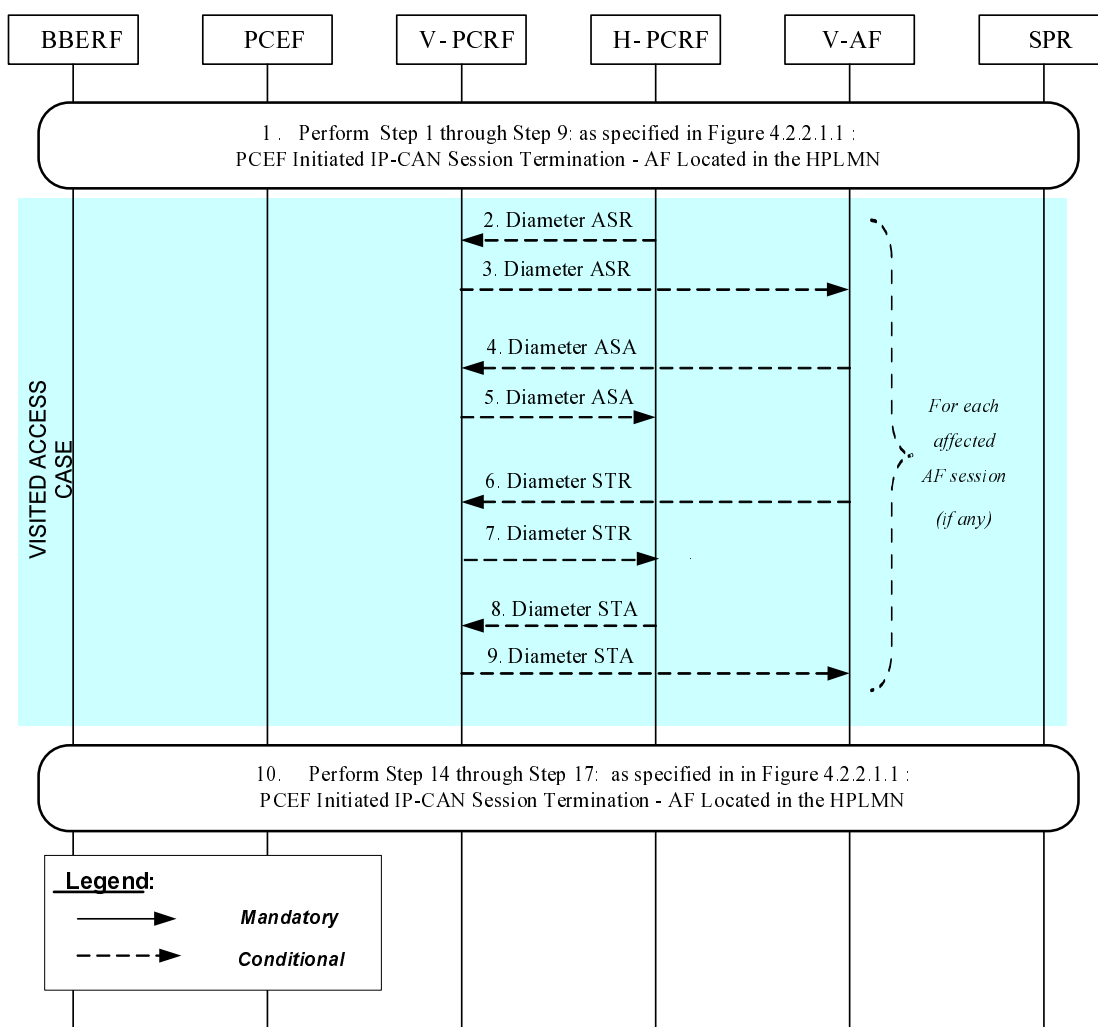 BBERF
PCEF
V-PCRF
H-PCRF
V-AF
SPR
1. Perform Step 1 through Step 9: as specified in Figure 4.2.2.1.1 :
PCEF Initiated IP-CAN Session Termination - AF Located in the HPLMN
2. Diameter ASR
3. Diameter ASR
4. Diameter ASA
5. Diameter ASA
6. Diameter STR
7. Diameter STR
8. Diameter STA
9. Diameter STA
VISITED ACCESS
CASE
For each
affected
AF session
(if any)
10. Perform Step 14 through Step 17: as specified in in Figure 4.2.2.1.1 :
PCEF Initiated IP-CAN Session Termination - AF Located in the HPLMN
Legend:
Mandatory
Conditional